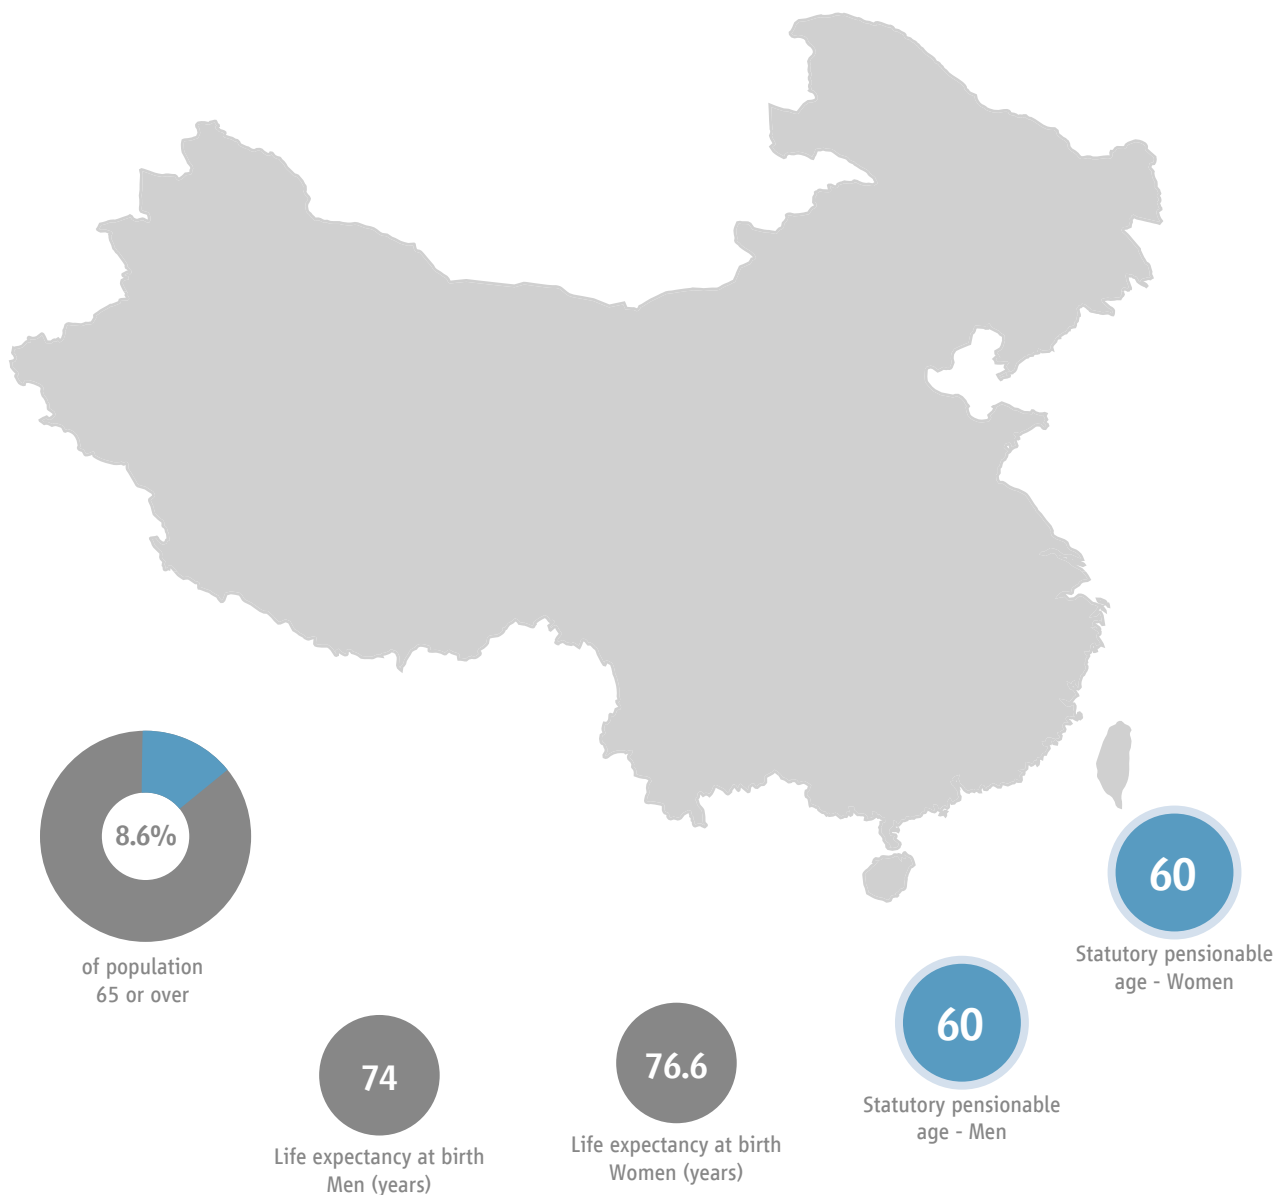 8.6%
of population
65 or over
74
Life expectancy at birth
Men (years)
76.6
Life expectancy at birth
Women (years)
60
Statutory pensionable
age - Men
60
Statutory pensionable
age - Women